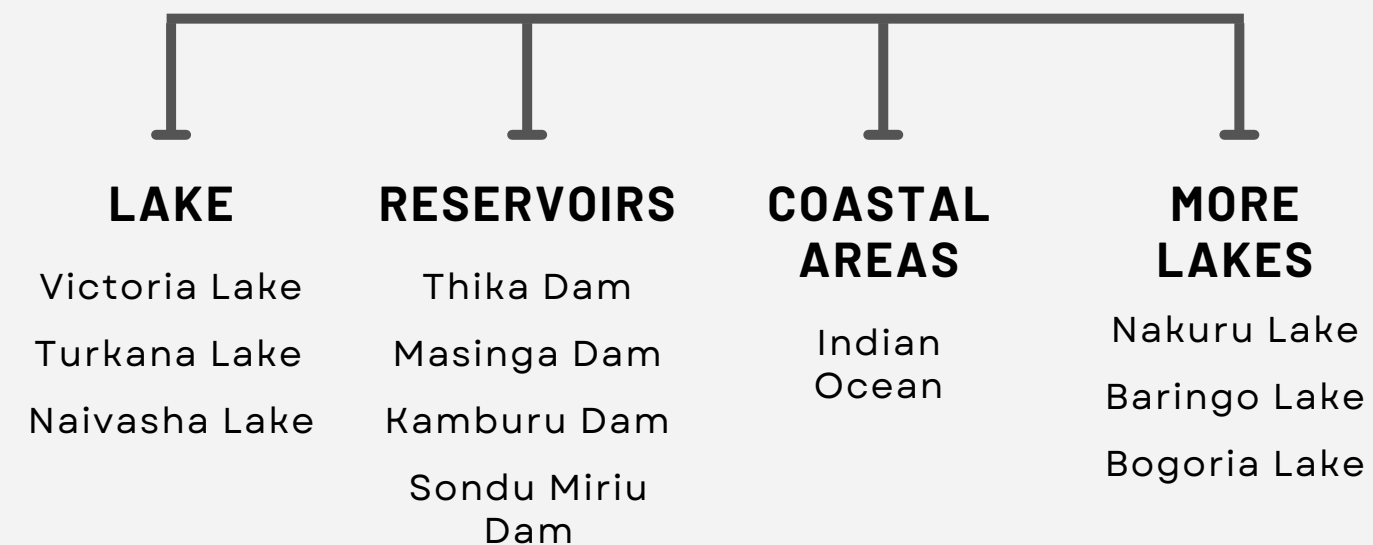 LAKE
Victoria Lake
Turkana Lake
Naivasha Lake
RESERVOIRS
Thika Dam
Masinga Dam
Kamburu Dam
Sondu Miriu
Dam
COASTAL
AREAS
Indian
Ocean
MORE
LAKES
Nakuru Lake
Baringo Lake
Bogoria Lake